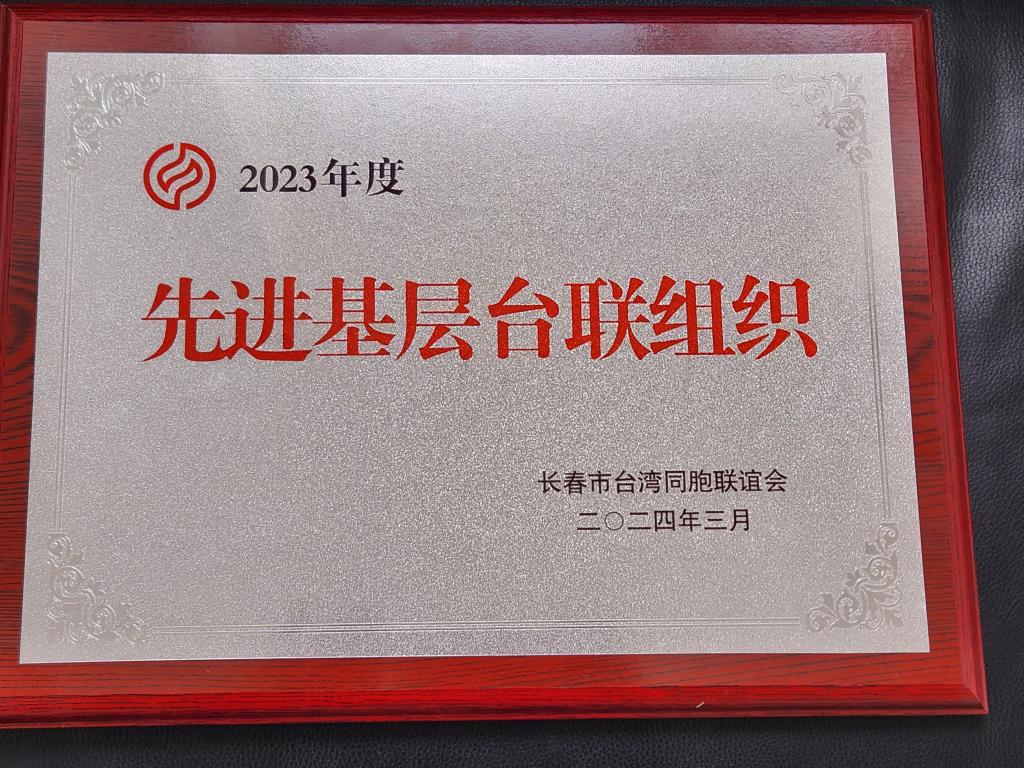 2023年度
先进基层台联组织
长春市台湾同胞联谊会
二〇二四年三月